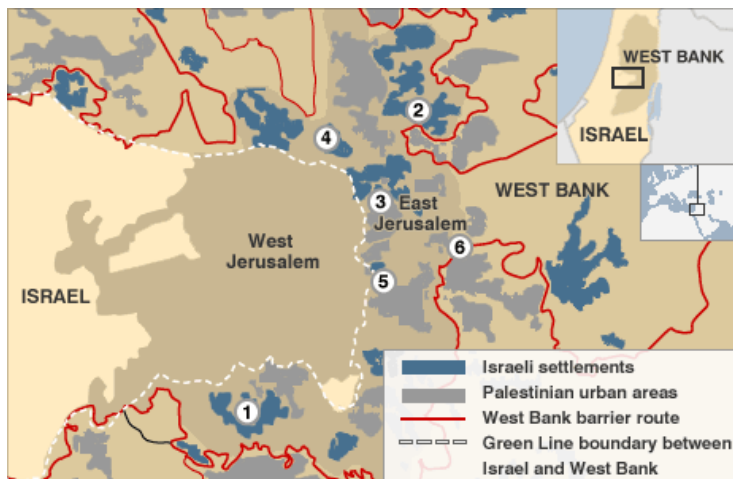 WEST BANK
ISRAEL
2
4
3
East
Jerusalem
WEST BANK
West
Jerusalem
6
5
ISRAEL
1
Israeli settlements
Palestinian urban areas
West Bank barrier route
Green Line boundary between
Israel and West Bank